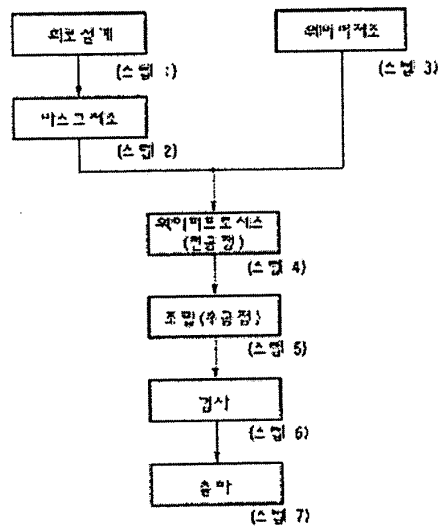 회로설계
(스텝 1)
웨이퍼제조
(스텝 3)
마스크제조
(스텝 2)
웨이퍼프로세스
(전공정)
(스텝 4)
조립(후공정)
(스텝 5)
검사
(스텝 6)
출하
(스텝 7)